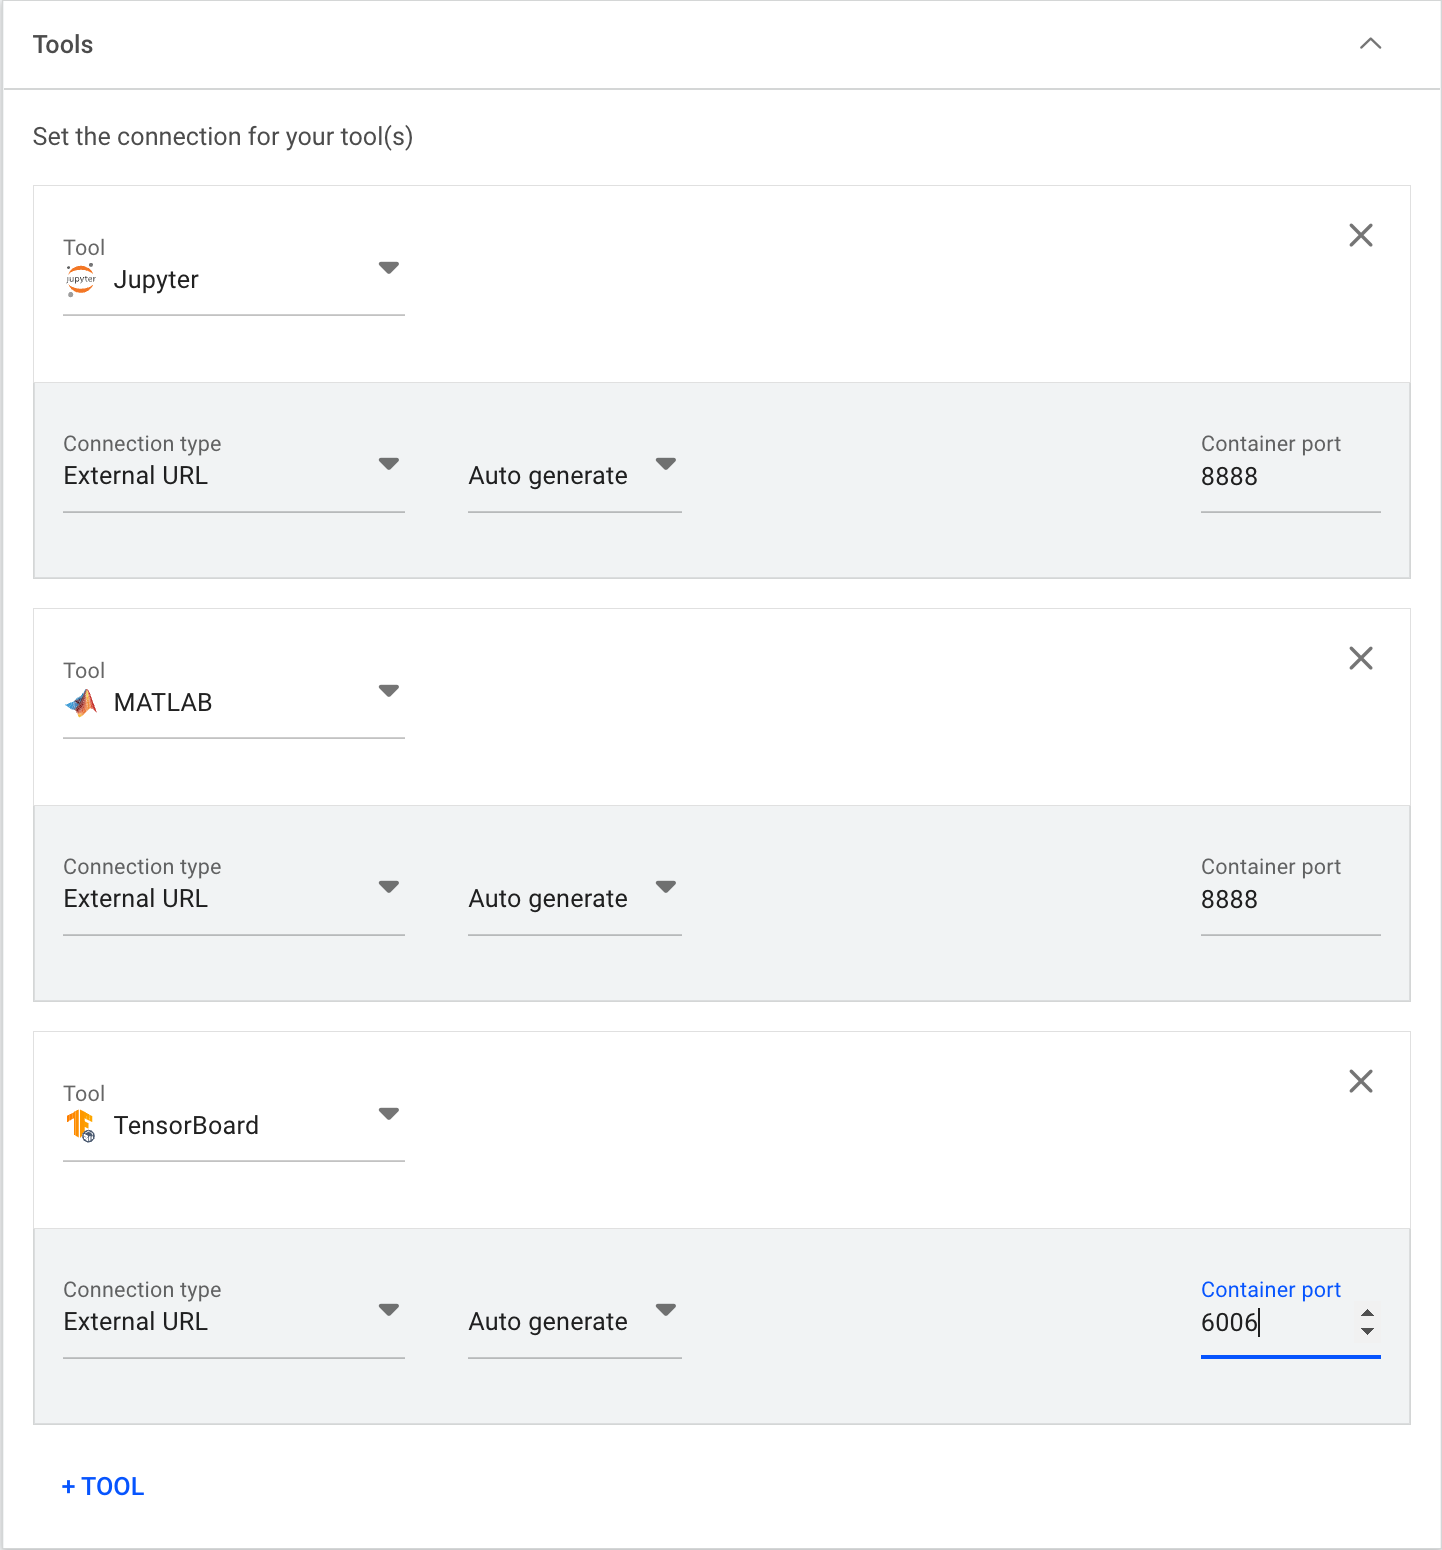 Tools
Set the connection for your tool(s)
Tool
jupyter Jupyter
Connection type
External URL
Auto generate
Container port
8888
Tool
MATLAB
Connection type
External URL
Auto generate
Container port
8888
Tool
TensorBoard
Connection type
External URL
Auto generate
Container port
6006
+ TOOL